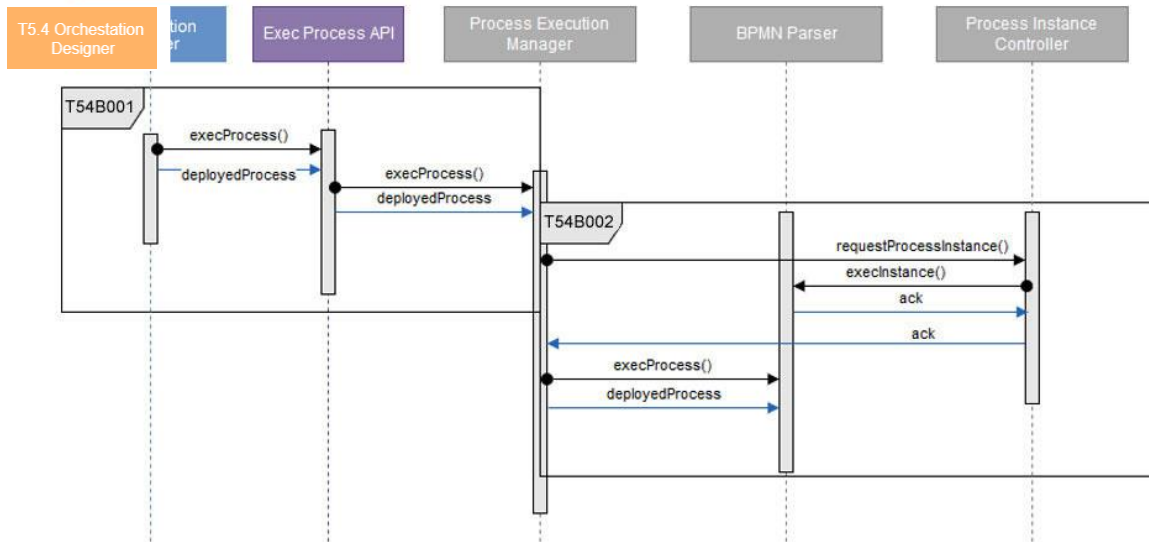 T5.4 Orchestation
Designer
tion
er
Exec Process API
Process Execution
Manager
BPMN Parser
Process Instance
Controller
T54B001
execProcess()
deployedProcess
execProcess()
deployedProcess
T54B002
requestProcessInstance()
execInstance()
ack
ack
execProcess()
deployedProcess